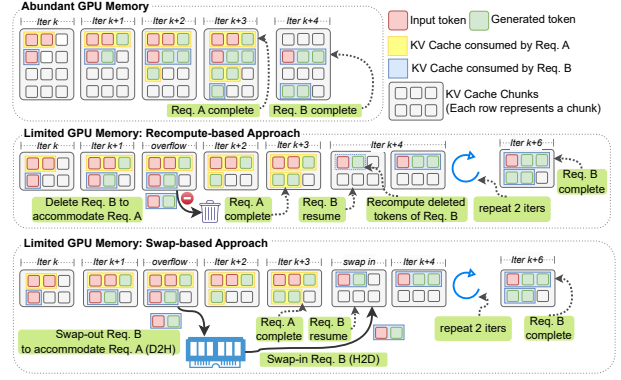 Abundant GPU Memory
Iter k
Iter k+1
Iter k+2
Iter k+3
Iter k+4
Req. A complete
Req. B complete
Input token
Generated token
KV Cache consumed by Req. A
KV Cache consumed by Req. B
KV Cache Chunks
(Each row represents a chunk)
Limited GPU Memory: Recompute-based Approach
Iter k
Iter k+1
overflow
Iter k+2
Iter k+3
Iter k+4
Iter k+6
Delete Req. B to
accommodate Req. A
Req. A
complete
Req. B
resume
Recompute deleted
tokens of Req. B
repeat 2 iters
Req. B
complete
Limited GPU Memory: Swap-based Approach
Iter k
Iter k+1
overflow
Iter k+2
Iter k+3
swap in
Iter k+4
Iter k+6
Swap-out Req. B
to accommodate Req. A (D2H)
Req. A
complete
Req. B
resume
Swap-in Req. B (H2D)
repeat 2 iters
Req. B
complete